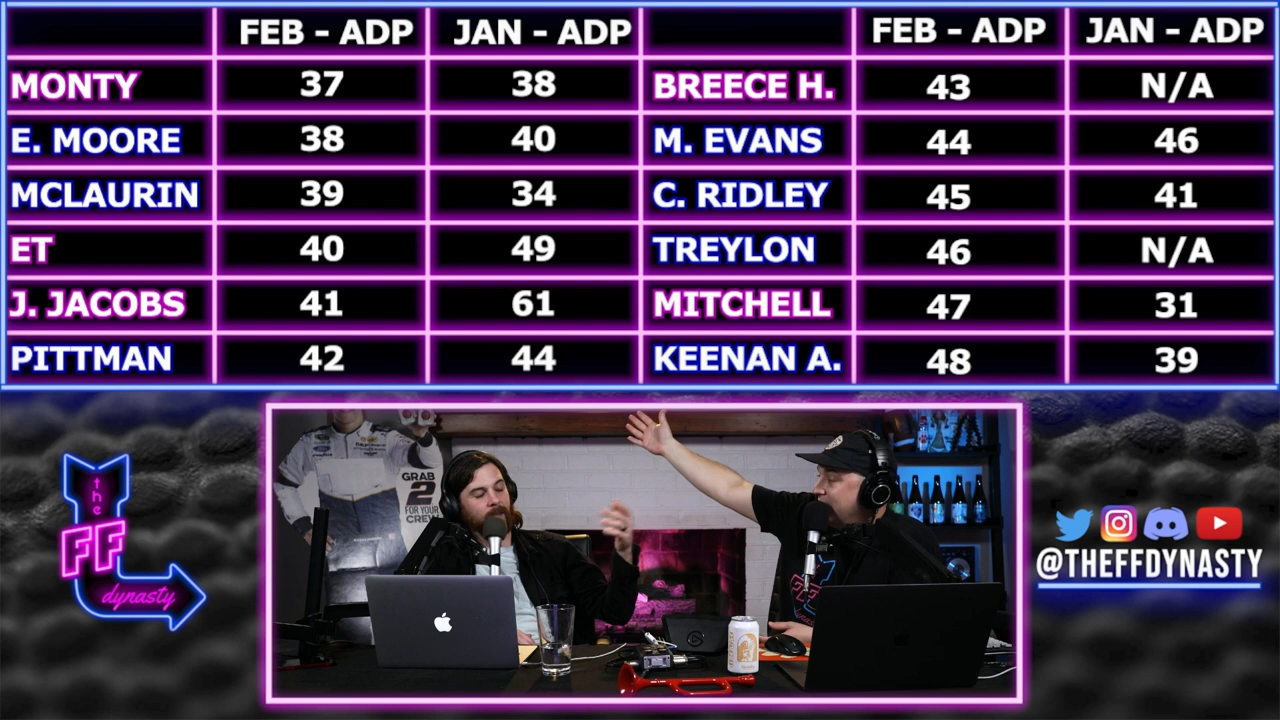 FEB - ADP JAN - ADP FEB - ADP JAN - ADP
MONTY 37 38 BREECE H. 43 N/A
E. MOORE 38 40 M. EVANS 44 46
MCLAURIN 39 34 C. RIDLEY 45 41
ET 40 49 TREYLON 46 N/A
J. JACOBS 41 61 MITCHELL 47 31
PITTMAN 42 44 KEENAN A. 48 39
the
FF
dynasty
GRAB
2
FOR YOUR
CREW
@THEFFDYNASTY